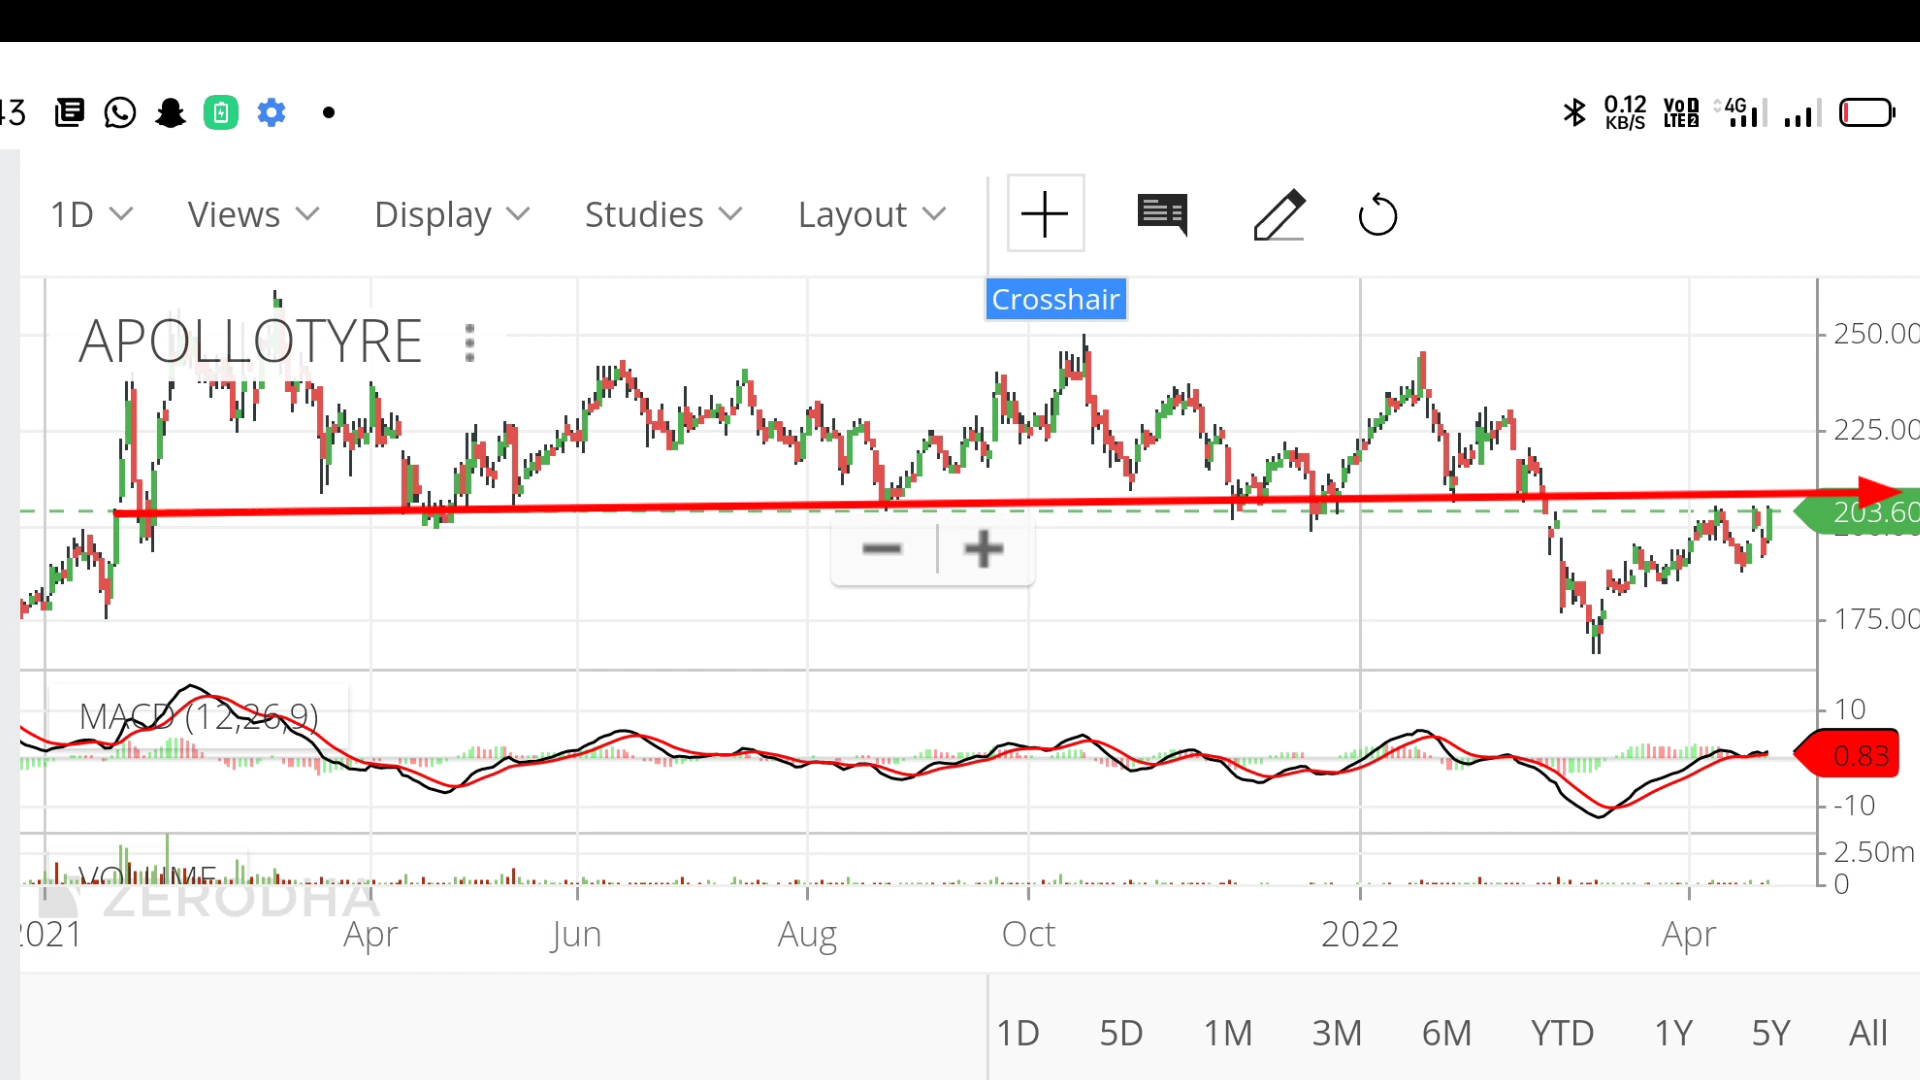 43
0.12
KB/S
VoD
LTE2
4G
1D Views Display Studies Layout
Crosshair
APOLLOTYRE
250.00
225.00
203.60
175.00
MACD (12,26,9)
10
0.83
-10
VOLUME
2.50m
0
ZERODHA
2021 Apr Jun Aug Oct 2022 Apr
1D 5D 1M 3M 6M YTD 1Y 5Y All